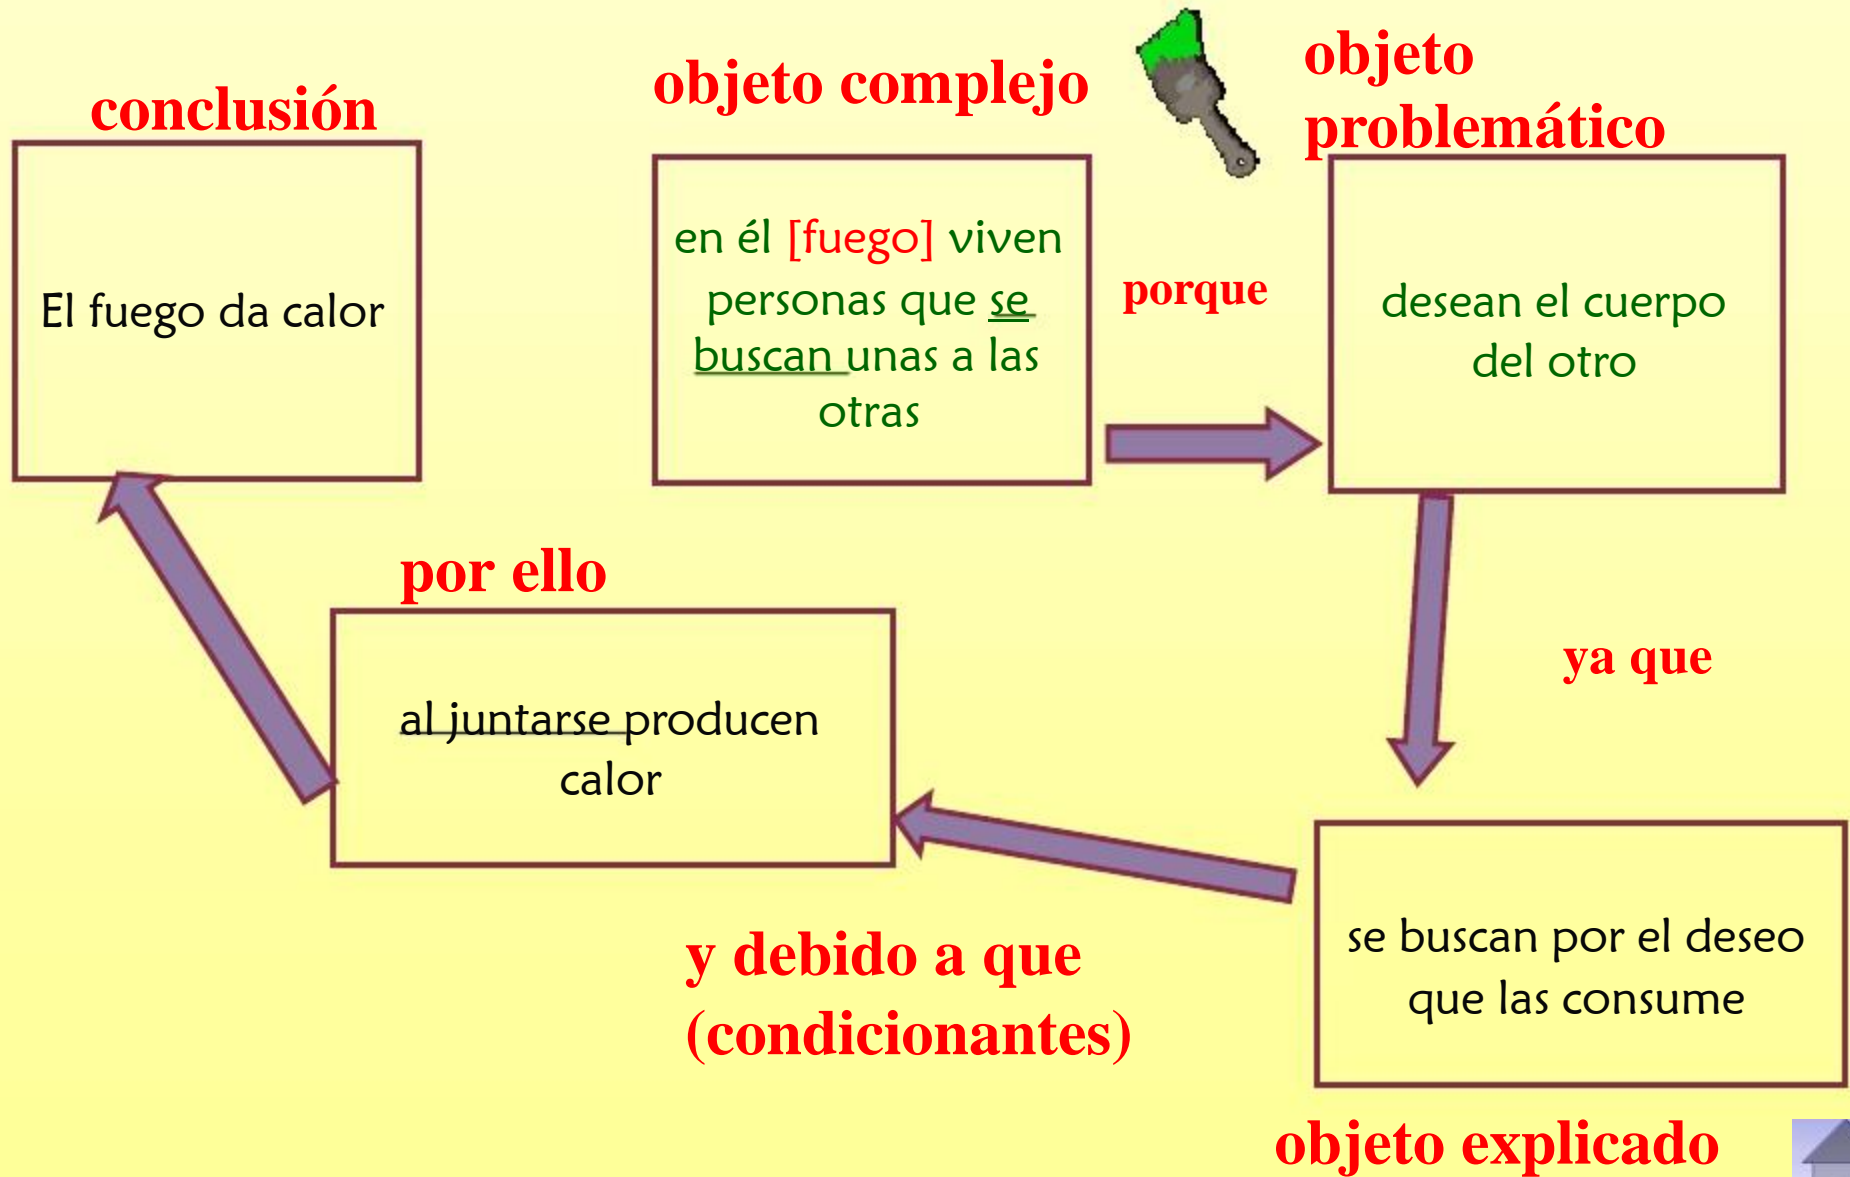 conclusión
El fuego da calor
objeto complejo
en él [fuego] viven
personas que se
buscan unas a las
otras
porque
objeto
problemático
desean el cuerpo
del otro
ya que
se buscan por el deseo
que las consume
objeto explicado
y debido a que
(condicionantes)
al juntarse producen
calor
por ello